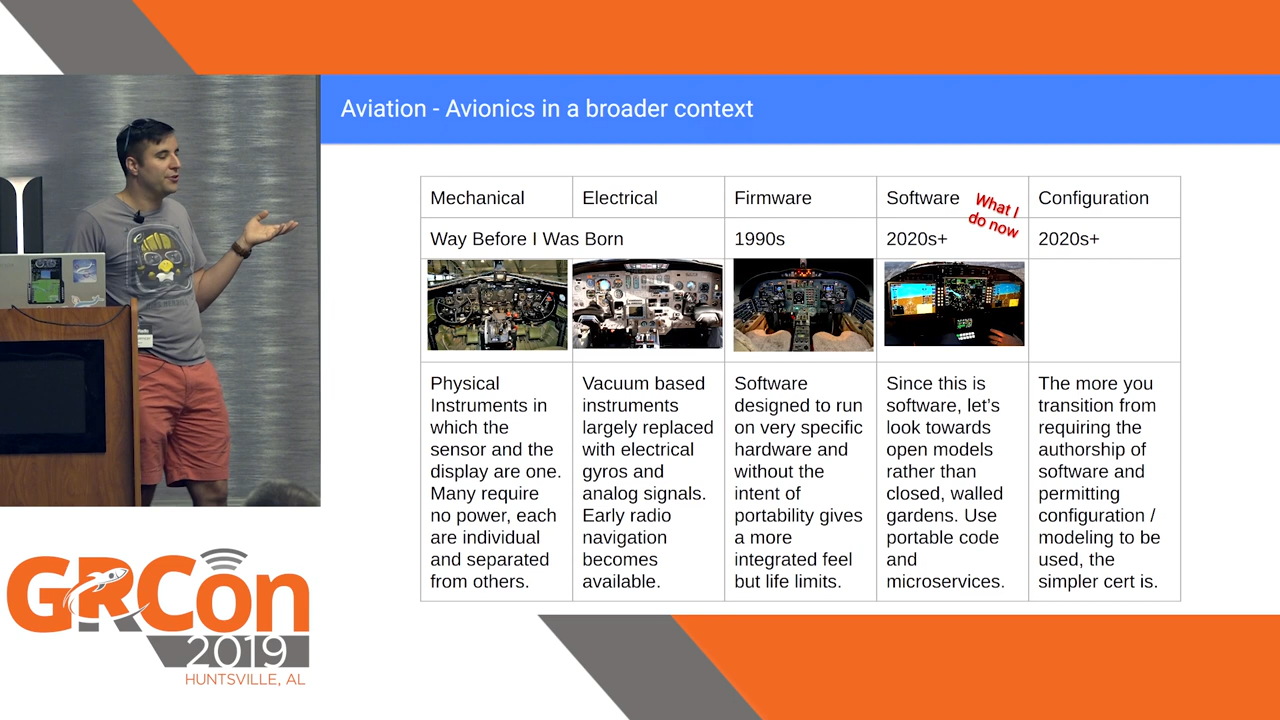 Aviation - Avionics in a broader context
Mechanical
Electrical
Firmware
Software
What I
do now
Configuration
Way Before I Was Born
1990s
2020s+
2020s+
Physical
Instruments in
which the
sensor and the
display are one.
Many require
no power, each
are individual
and separated
from others.
Vacuum based
instruments
largely replaced
with electrical
gyros and
analog signals.
Early radio
navigation
becomes
available.
Software
designed to run
on very specific
hardware and
without the
intent of
portability gives
a more
integrated feel
but life limits.
Since this is
software, let's
look towards
open models
rather than
closed, walled
gardens. Use
portable code
and
microservices.
The more you
transition from
requiring the
authorship of
software and
permitting
configuration /
modeling to be
used, the
simpler cert is.
GRCon
2019
HUNTSVILLE, AL